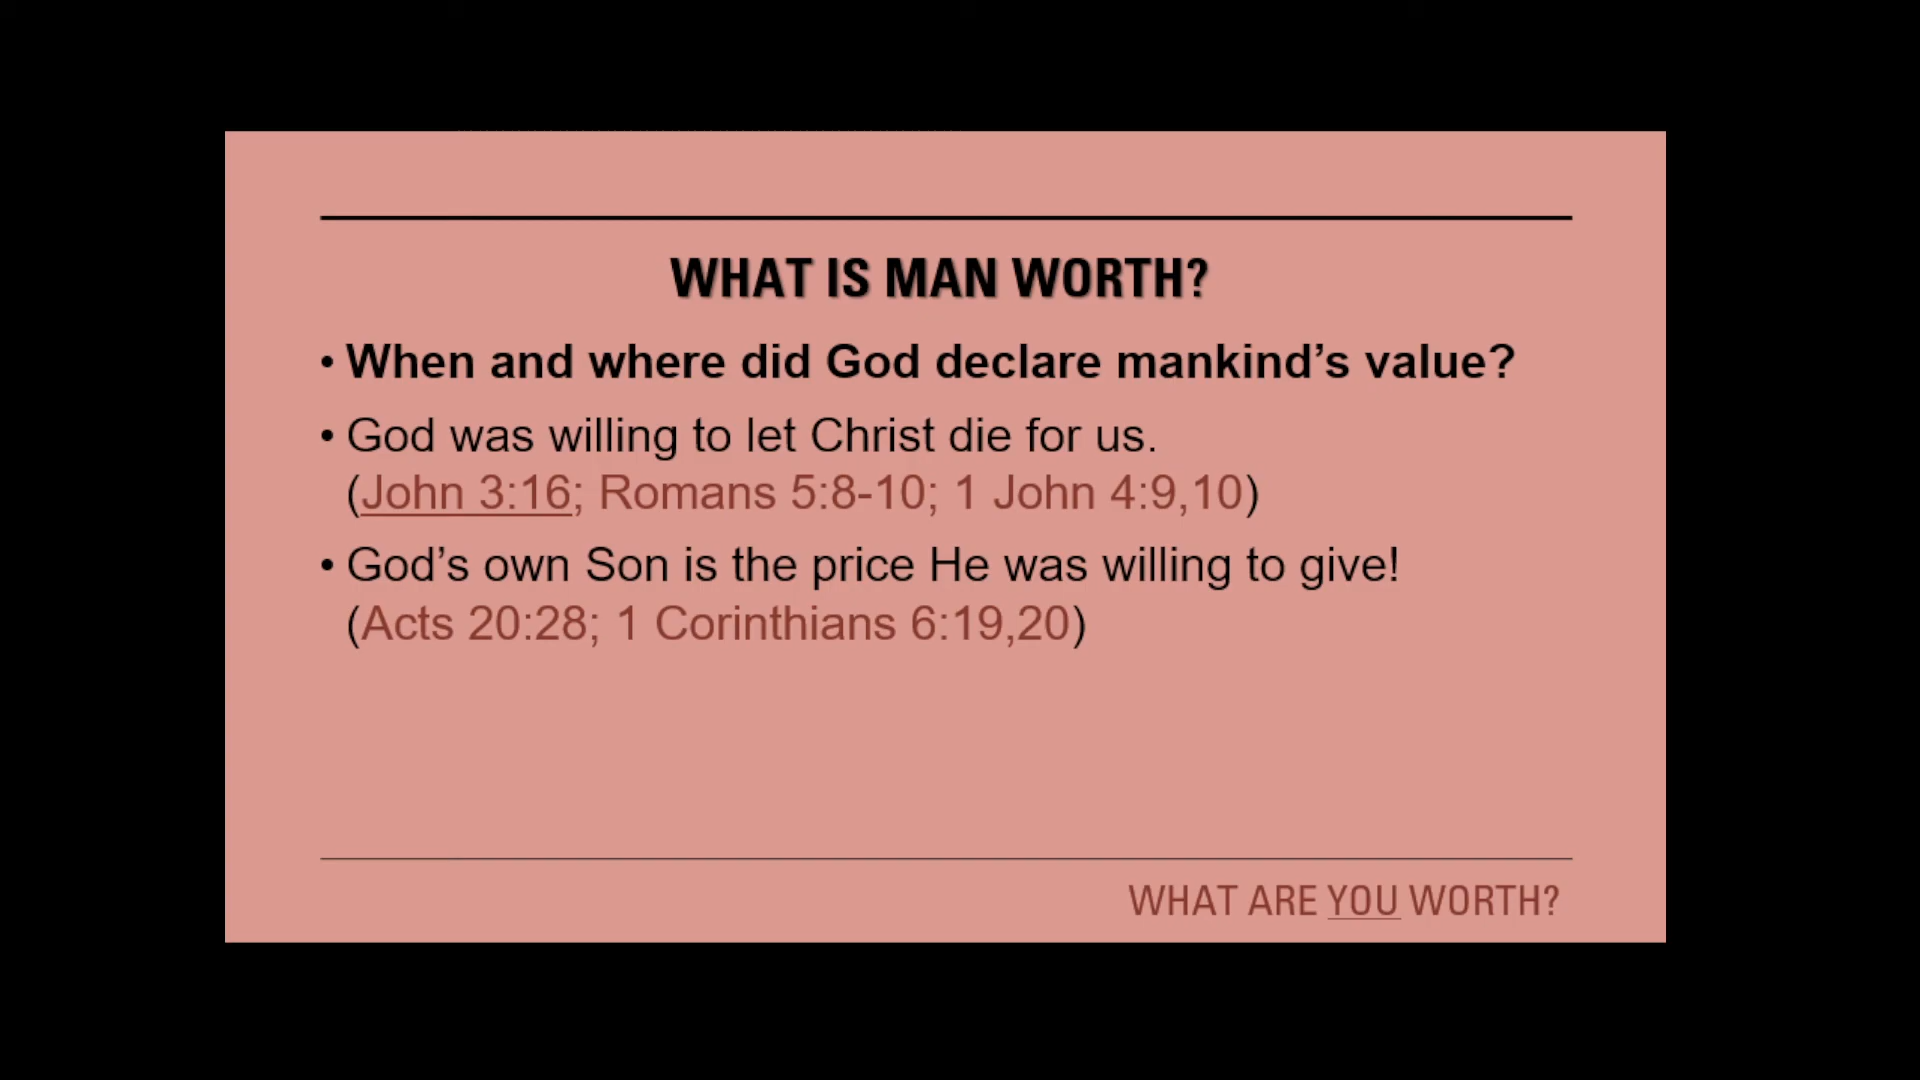 WHAT IS MAN WORTH?
• When and where did God declare mankind’s value?
• God was willing to let Christ die for us.
(John 3:16; Romans 5:8-10; 1 John 4:9,10)
• God’s own Son is the price He was willing to give!
(Acts 20:28; 1 Corinthians 6:19,20)
WHAT ARE YOU WORTH?